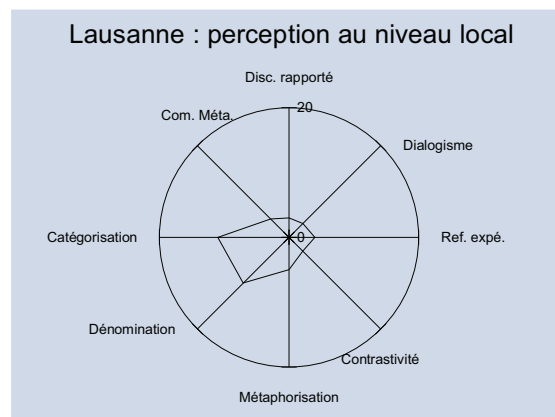 Lausanne : perception au niveau local
Disc. rapporté
20
Com. Méta.
Dialogisme
Catégorisation
0
Ref. expé.
Dénomination
Contrastivité
Métaphorisation